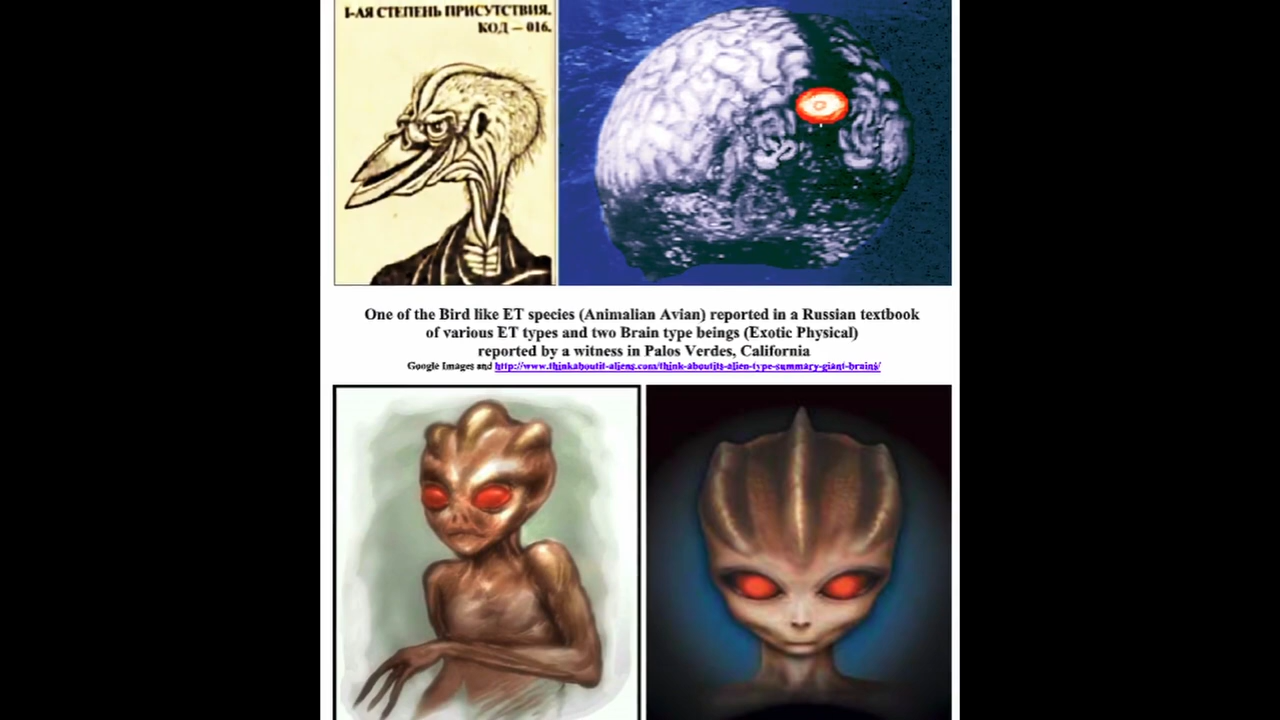 I-АЯ СТЕПЕНЬ ПРИСУТСТВИЯ.
КОД – 016.
One of the Bird like ET species (Animalian Avian) reported in a Russian textbook
of various ET types and two Brain type beings (Exotic Physical)
reported by a witness in Palos Verdes, California
Google Images and http://www.thinkaboutit-aliens.com/think-aboutits-alien-type-summary-giant-brains/